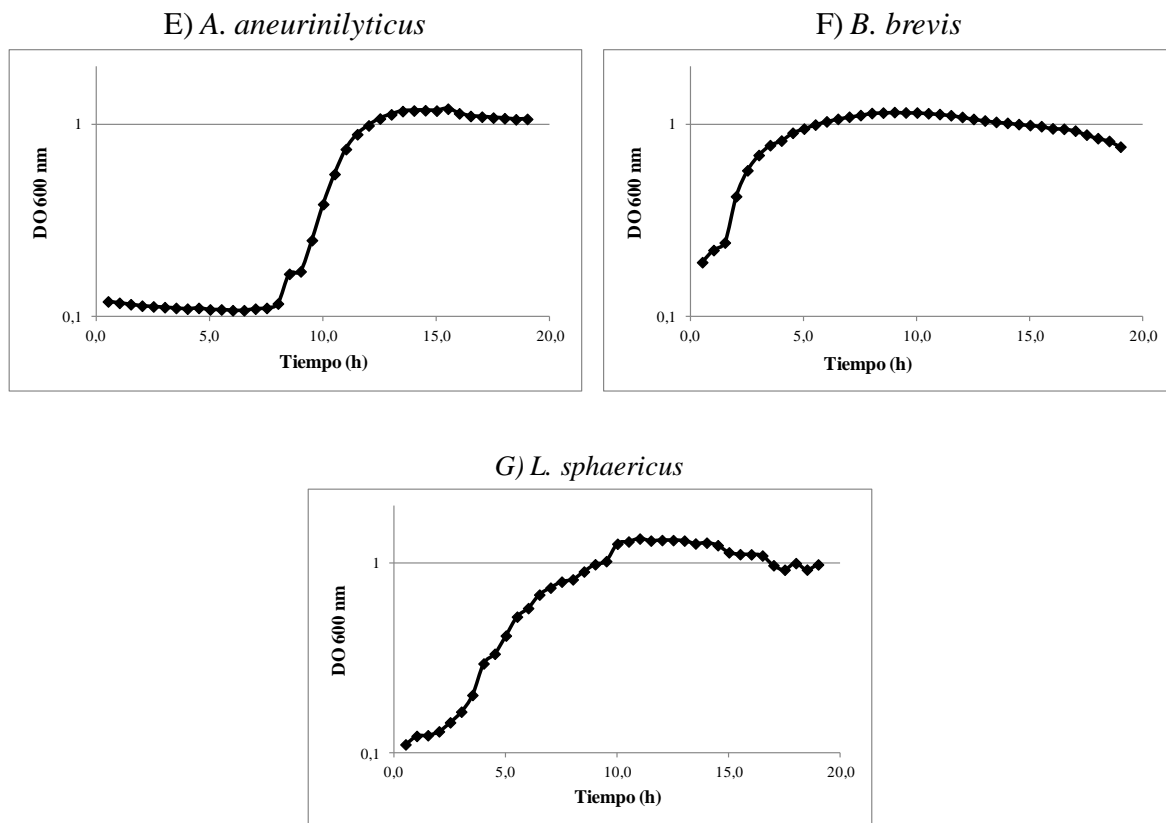 E) A. aneurinilyticus
1
0,1
DO 600 nm
0,0 5,0 10,0 15,0 20,0
Tiempo (h)
F) B. brevis
1
0,1
DO 600 nm
0,0 5,0 10,0 15,0 20,0
Tiempo (h)
G) L. sphaericus
1
0,1
DO 600 nm
0,0 5,0 10,0 15,0 20,0
Tiempo (h)